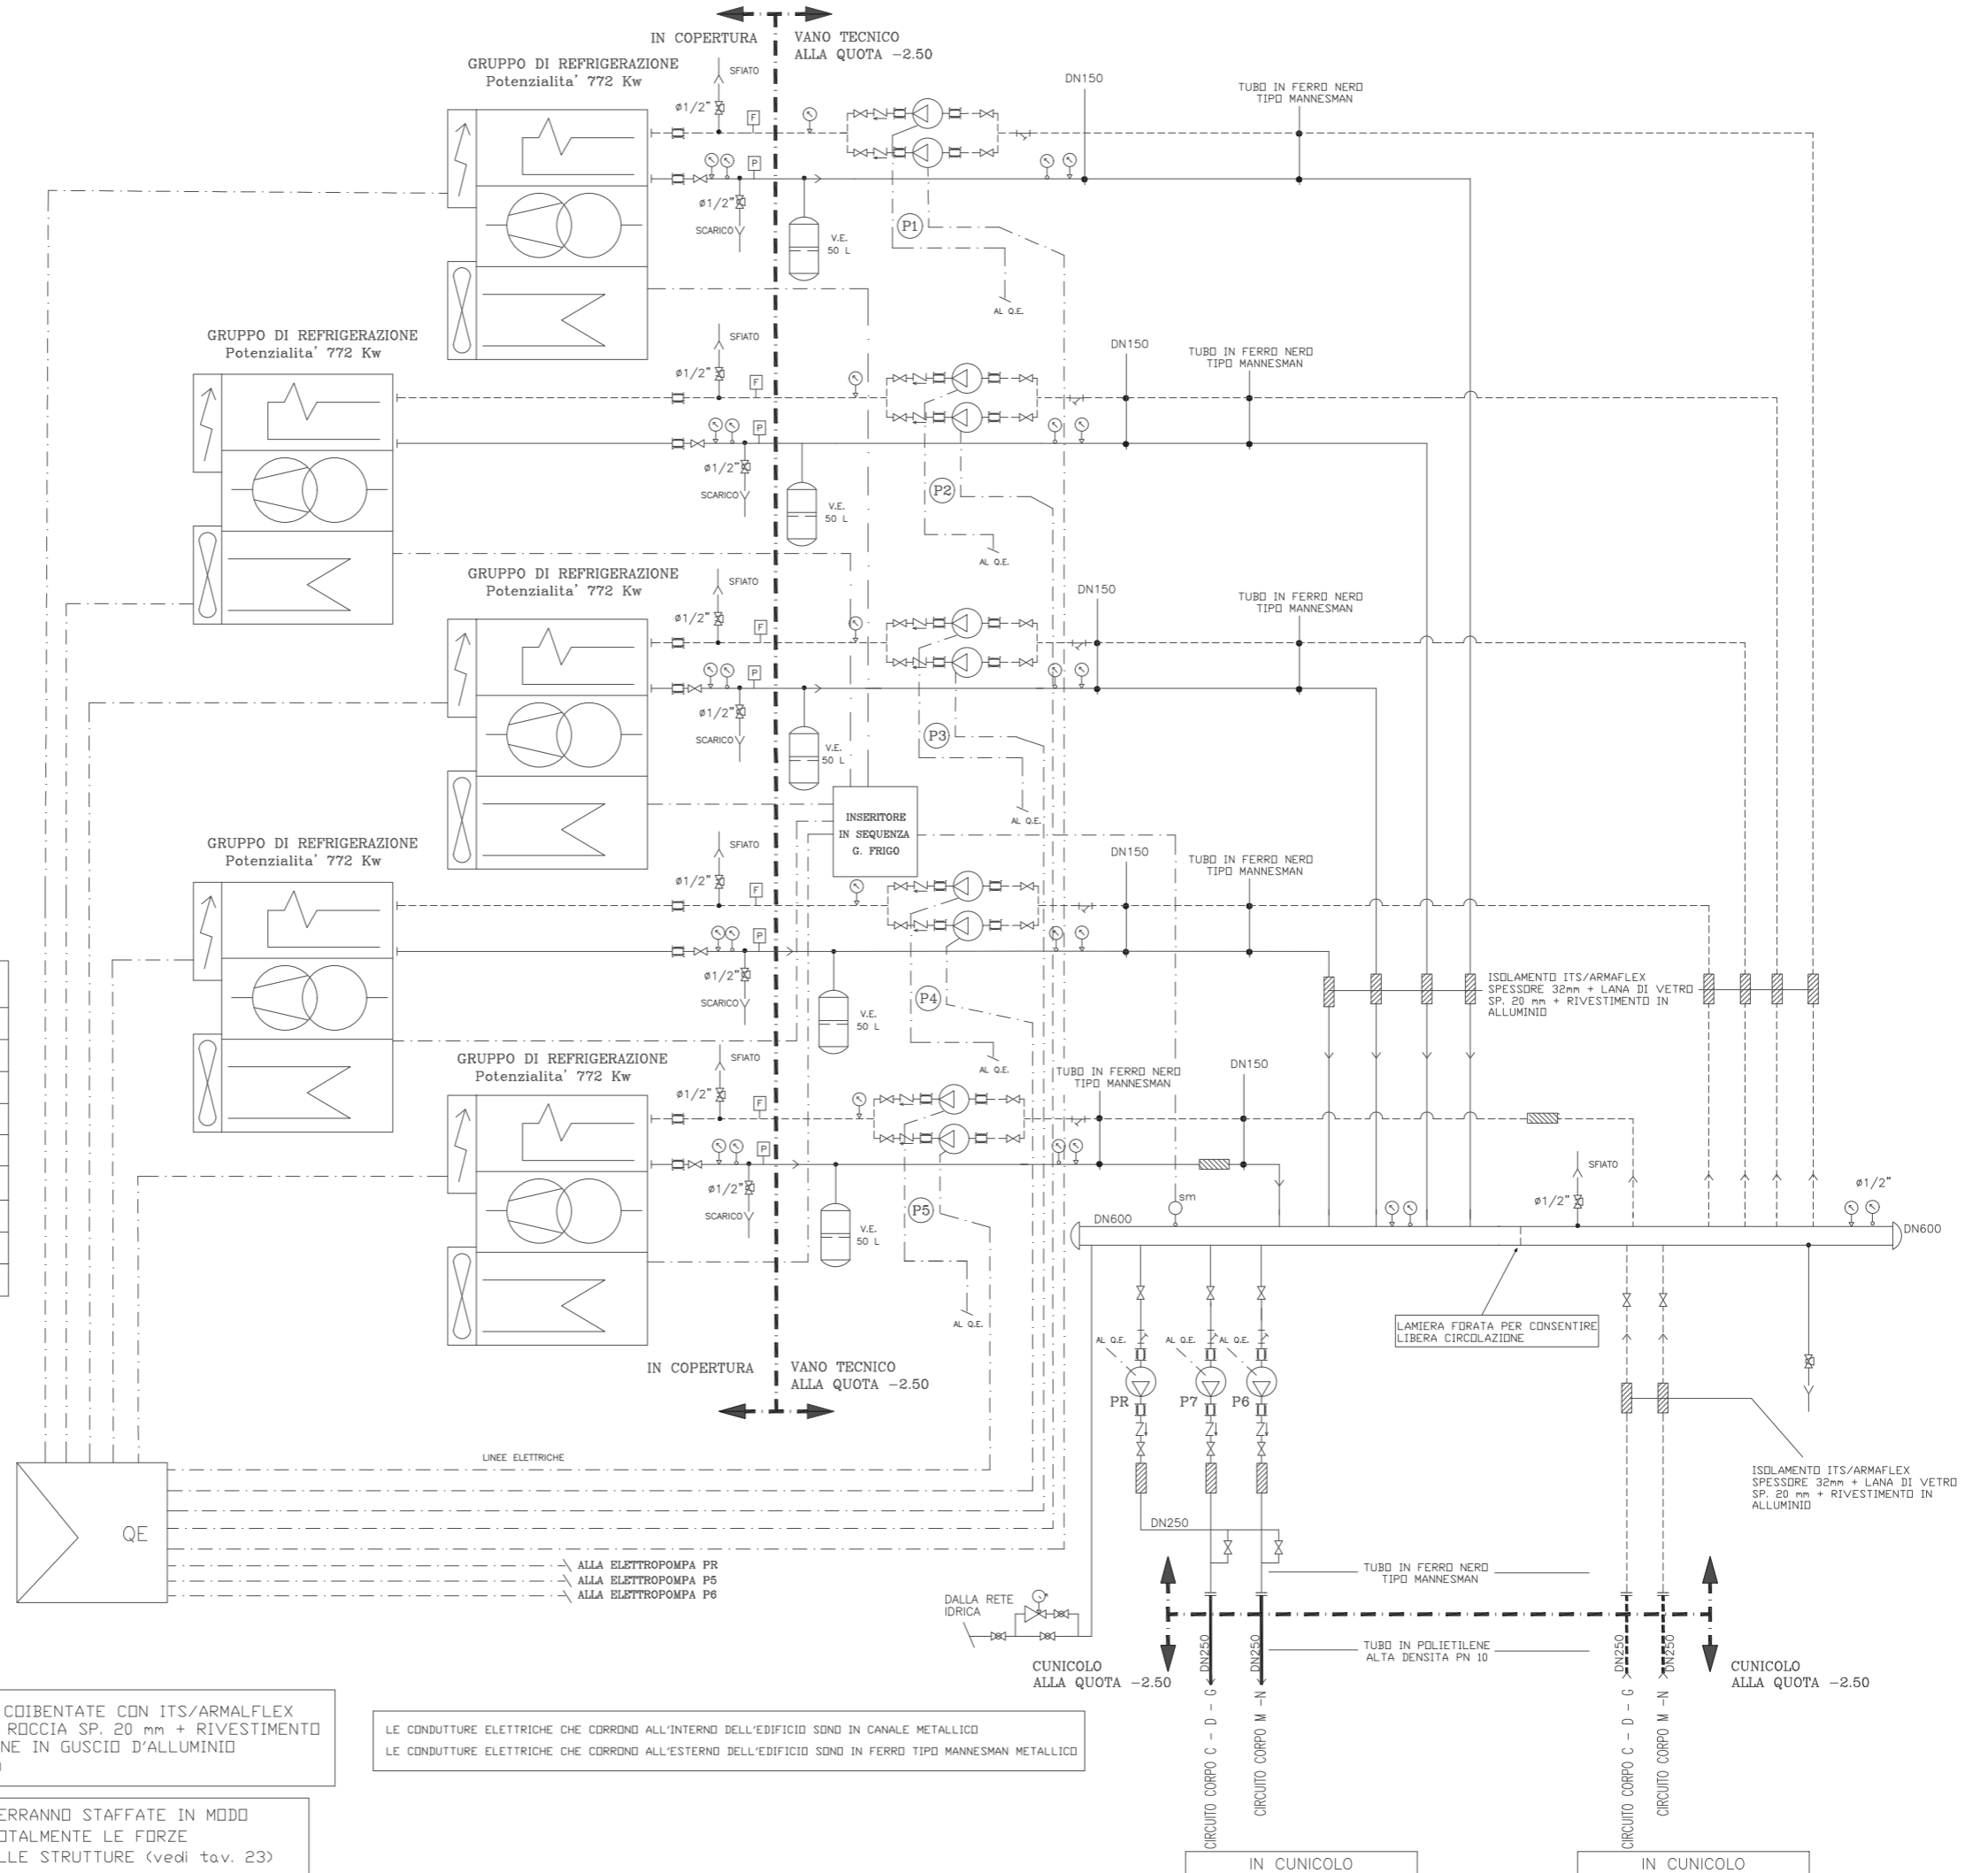 IN COPERTURA
VANO TECNICO
ALLA QUOTA -2.50
GRUPPO DI REFRIGERAZIONE
Potenzialita' 772 Kw
SFIATO
ø1/2"
F
DN150
TUBO IN FERRO NERO
TIPO MANNESMAN
P
ø1/2"
SCARICO
V.E.
50 L
P1
AL Q.E.
GRUPPO DI REFRIGERAZIONE
Potenzialita' 772 Kw
SFIATO
ø1/2"
F
DN150
TUBO IN FERRO NERO
TIPO MANNESMAN
P
ø1/2"
SCARICO
V.E.
50 L
P2
AL Q.E.
GRUPPO DI REFRIGERAZIONE
Potenzialita' 772 Kw
SFIATO
ø1/2"
F
DN150
TUBO IN FERRO NERO
TIPO MANNESMAN
P
ø1/2"
SCARICO
V.E.
50 L
P3
AL Q.E.
INSERITORE
IN SEQUENZA
G. FRIGO
GRUPPO DI REFRIGERAZIONE
Potenzialita' 772 Kw
SFIATO
ø1/2"
F
DN150
TUBO IN FERRO NERO
TIPO MANNESMAN
P
ø1/2"
SCARICO
V.E.
50 L
P4
AL Q.E.
ISOLAMENTO ITS/ARMAFLEX
SPESSORE 32mm + LANA DI VETRO
SP. 20 mm + RIVESTIMENTO IN
ALLUMINIO
GRUPPO DI REFRIGERAZIONE
Potenzialita' 772 Kw
SFIATO
ø1/2"
F
TUBO IN FERRO NERO
TIPO MANNESMAN
DN150
P
ø1/2"
SCARICO
V.E.
50 L
P5
AL Q.E.
sm
SFIATO
ø1/2"
ø1/2"
DN600
DN600
LAMIERA FORATA PER CONSENTIRE
LIBERA CIRCOLAZIONE
AL Q.E.
AL Q.E.
AL Q.E.
PR
P7
P6
IN COPERTURA
VANO TECNICO
ALLA QUOTA -2.50
LINEE ELETTRICHE
ISOLAMENTO ITS/ARMAFLEX
SPESSORE 32mm + LANA DI VETRO
SP. 20 mm + RIVESTIMENTO IN
ALLUMINIO
QE
DN250
ALLA ELETTROPOMPA PR
ALLA ELETTROPOMPA P5
ALLA ELETTROPOMPA P6
TUBO IN FERRO NERO
TIPO MANNESMAN
DALLA RETE
IDRICA
TUBO IN POLIETILENE
ALTA DENSITA PN 10
CUNICOLO
ALLA QUOTA -2.50
DN250
DN250
DN250
DN250
CUNICOLO
ALLA QUOTA -2.50
CIRCUITO CORPO C - D - G
CIRCUITO CORPO M -N
CIRCUITO CORPO C - D - G
CIRCUITO CORPO M -N
COIBENTATE CON ITS/ARMALFLEX
ROCCIA SP. 20 mm + RIVESTIMENTO
NE IN GUSCIO D'ALLUMINIO
LE CONDUTTURE ELETTRICHE CHE CORRONO ALL'INTERNO DELL'EDIFICIO SONO IN CANALE METALLICO
LE CONDUTTURE ELETTRICHE CHE CORRONO ALL'ESTERNO DELL'EDIFICIO SONO IN FERRO TIPO MANNESMAN METALLICO
ERRANNO STAFFATE IN MODO
OTALMENTE LE FORZE
LLE STRUTTURE (vedi tav. 23)
IN CUNICOLO
IN CUNICOLO